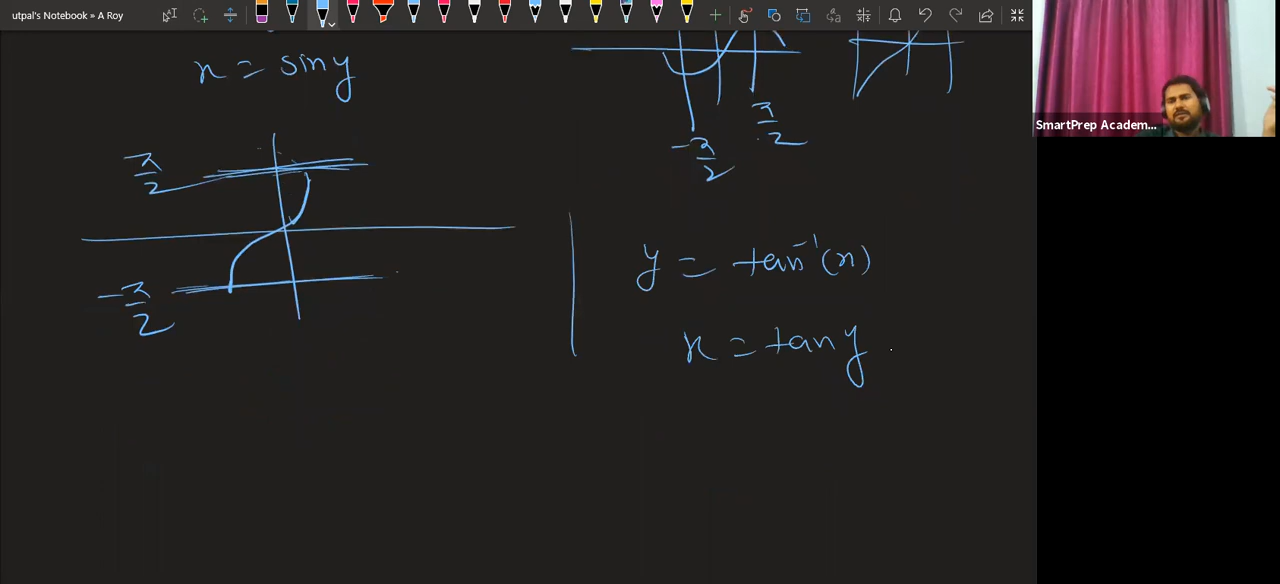 utpal's Notebook » A Roy
SmartPrep Academ...
x = sin y
π/2
-π/2
-π/2
π/2
y = tan⁻¹(x)
x = tan y